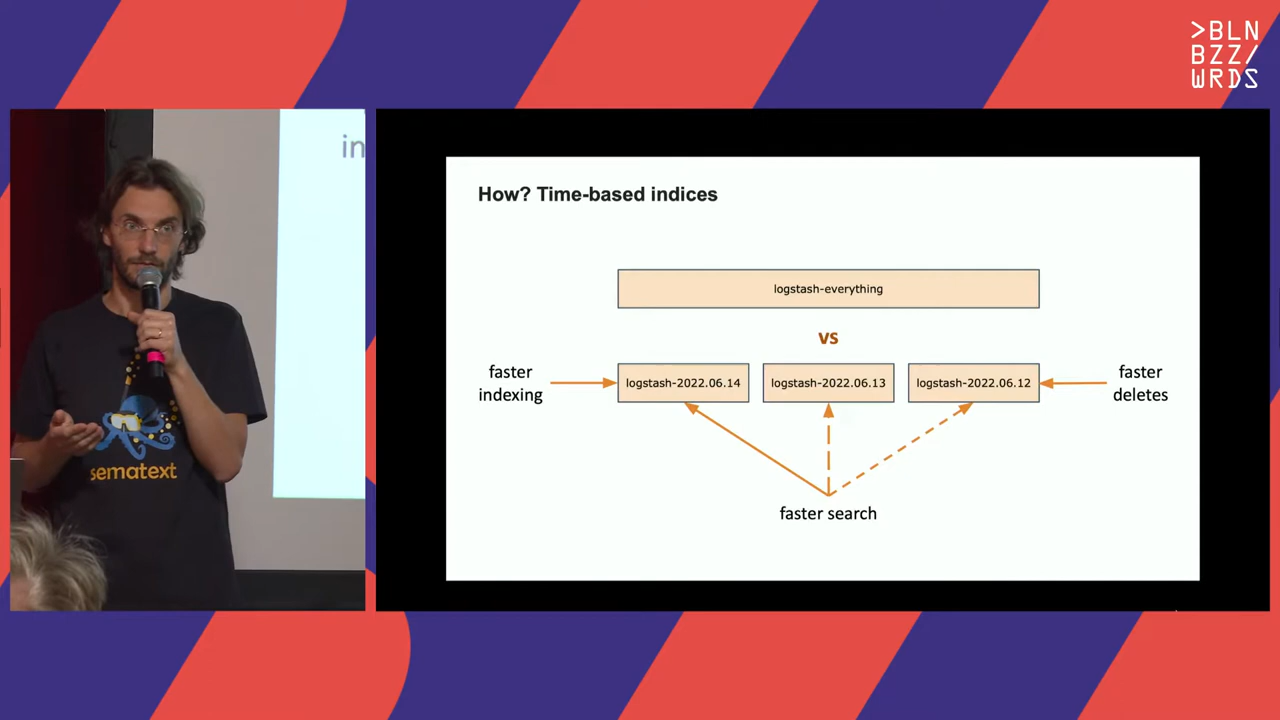 >BLN
BZZ/
WRDS
in
sematext
How? Time-based indices
logstash-everything
vs
faster
indexing
logstash-2022.06.14
logstash-2022.06.13
logstash-2022.06.12
faster
deletes
faster search